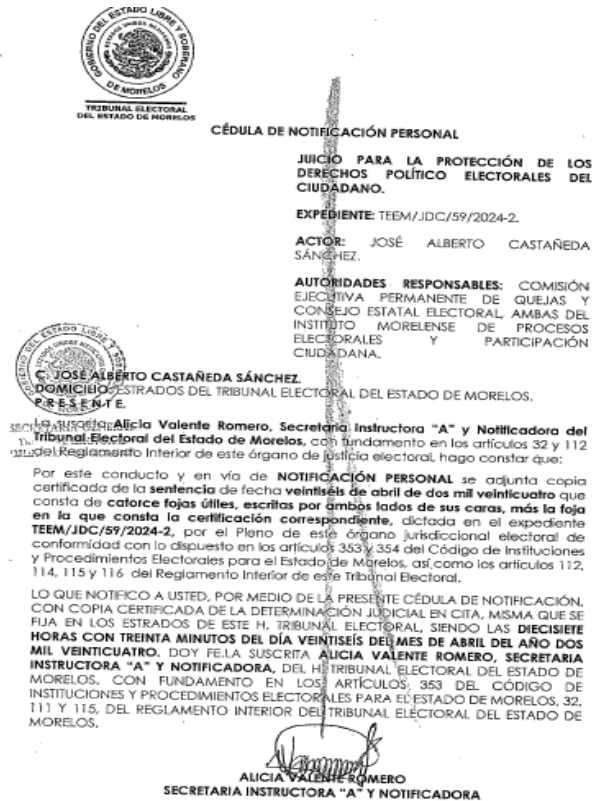 GOBIERNO DEL ESTADO LIBRE Y SOBERANO
DE MORELOS
ESTADOS UNIDOS MEXICANOS
TRIBUNAL ELECTORAL
DEL ESTADO DE MORELOS
CÉDULA DE NOTIFICACIÓN PERSONAL
JUICIO PARA LA PROTECCIÓN DE LOS
DERECHOS POLÍTICO ELECTORALES DEL
CIUDADANO.
EXPEDIENTE: TEEM/JDC/59/2024-2.
ACTOR: JOSÉ ALBERTO CASTAÑEDA
SÁNCHEZ.
AUTORIDADES RESPONSABLES: COMISIÓN
EJECUTIVA PERMANENTE DE QUEJAS Y
CONSEJO ESTATAL ELECTORAL, AMBAS DEL
INSTITUTO MORELENSE DE PROCESOS
ELECTORALES Y PARTICIPACIÓN
CIUDADANA.
C. JOSÉ ALBERTO CASTAÑEDA SÁNCHEZ.
DOMICILIO: ESTRADOS DEL TRIBUNAL ELECTORAL DEL ESTADO DE MORELOS.
P R E S E N T E.
La suscrita Alicia Valente Romero, Secretaria Instructora "A" y Notificadora del
Tribunal Electoral del Estado de Morelos, con fundamento en los artículos 32 y 112
del Reglamento Interior de este órgano de justicia electoral, hago constar que:
Por este conducto y en vía de NOTIFICACIÓN PERSONAL se adjunta copia
certificada de la sentencia de fecha veintiséis de abril de dos mil veinticuatro que
consta de catorce fojas útiles, escritas por ambos lados de sus caras, más la foja
en la que consta la certificación correspondiente, dictada en el expediente
TEEM/JDC/59/2024-2, por el Pleno de este órgano jurisdiccional electoral de
conformidad con lo dispuesto en los artículos 353 y 354 del Código de Instituciones
y Procedimientos Electorales para el Estado de Morelos, así como los artículos 112,
114, 115 y 116 del Reglamento Interior de este Tribunal Electoral.
LO QUE NOTIFICO A USTED, POR MEDIO DE LA PRESENTE CÉDULA DE NOTIFICACIÓN,
CON COPIA CERTIFICADA DE LA DETERMINACIÓN JUDICIAL EN CITA, MISMA QUE SE
FIJA EN LOS ESTRADOS DE ESTE H. TRIBUNAL ELECTORAL, SIENDO LAS DIECISIETE
HORAS CON TREINTA MINUTOS DEL DÍA VEINTISEÍS DEL MES DE ABRIL DEL AÑO DOS
MIL VEINTICUATRO. DOY FE.LA SUSCRITA ALICIA VALENTE ROMERO, SECRETARIA
INSTRUCTORA "A" Y NOTIFICADORA, DEL H. TRIBUNAL ELECTORAL DEL ESTADO DE
MORELOS. CON FUNDAMENTO EN LOS ARTÍCULOS 353 DEL CÓDIGO DE
INSTITUCIONES Y PROCEDIMIENTOS ELECTORALES PARA EL ESTADO DE MORELOS, 32,
111 Y 115, DEL REGLAMENTO INTERIOR DEL TRIBUNAL ELECTORAL DEL ESTADO DE
MORELOS.
ALICIA VALENTE ROMERO
SECRETARIA INSTRUCTORA "A" Y NOTIFICADORA